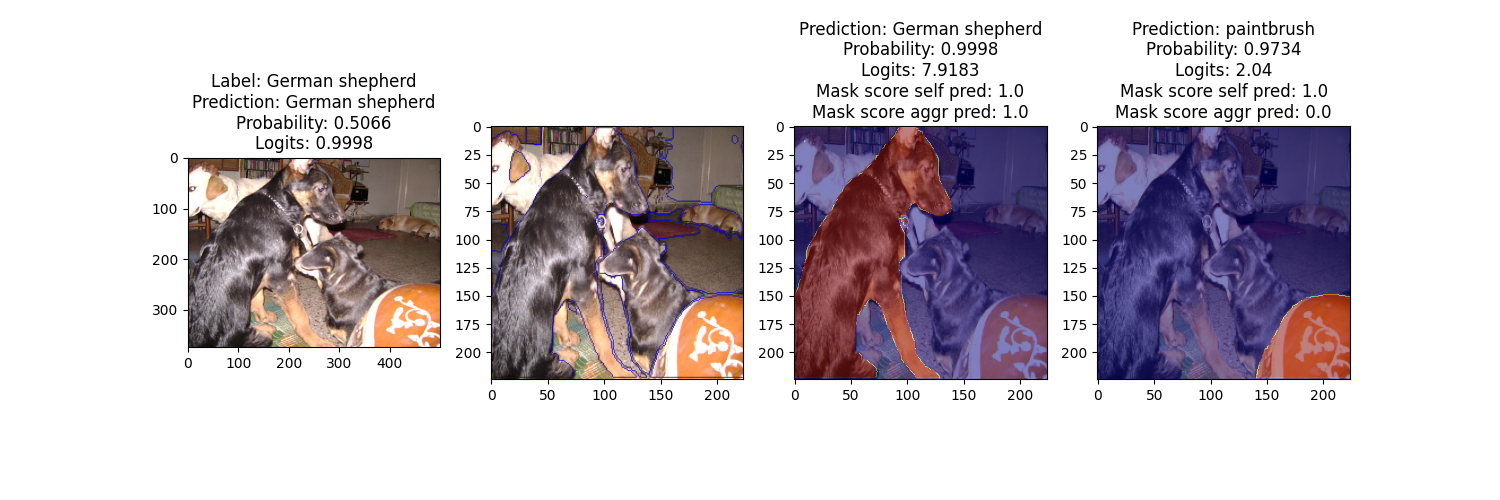 Label: German shepherd
Prediction: German shepherd
Probability: 0.5066
Logits: 0.9998
0
100
200
300
0 100 200 300 400
0
25
50
75
100
125
150
175
200
0 50 100 150 200
Prediction: German shepherd
Probability: 0.9998
Logits: 7.9183
Mask score self pred: 1.0
Mask score aggr pred: 1.0
0
25
50
75
100
125
150
175
200
0 50 100 150 200
Prediction: paintbrush
Probability: 0.9734
Logits: 2.04
Mask score self pred: 1.0
Mask score aggr pred: 0.0
0
25
50
75
100
125
150
175
200
0 50 100 150 200